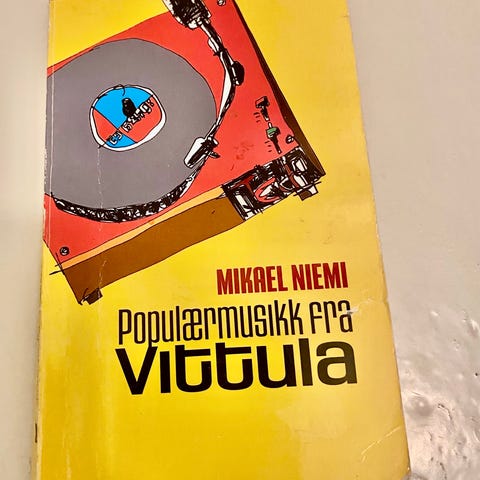 MIKAEL NIEMI
Populærmusikk fra
Vittula